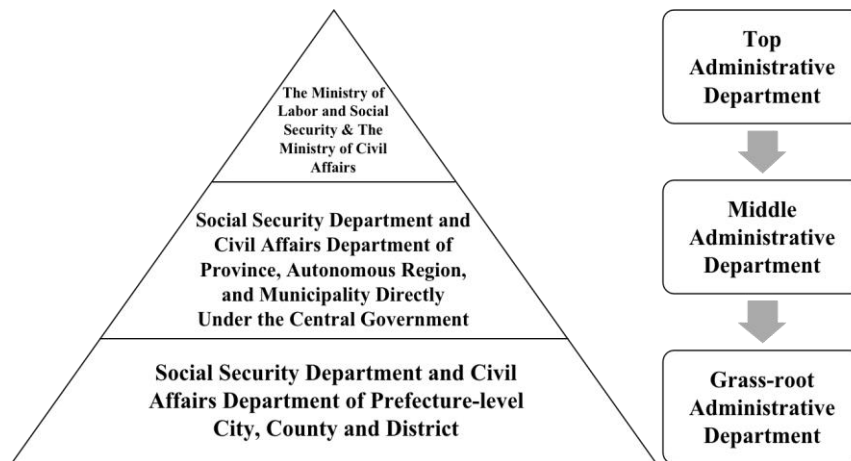 The Ministry of
Labor and Social
Security & The
Ministry of Civil
Affairs
Social Security Department and
Civil Affairs Department of
Province, Autonomous Region,
and Municipality Directly
Under the Central Government
Social Security Department and Civil
Affairs Department of Prefecture-level
City, County and District
Top
Administrative
Department
Middle
Administrative
Department
Grass-root
Administrative
Department